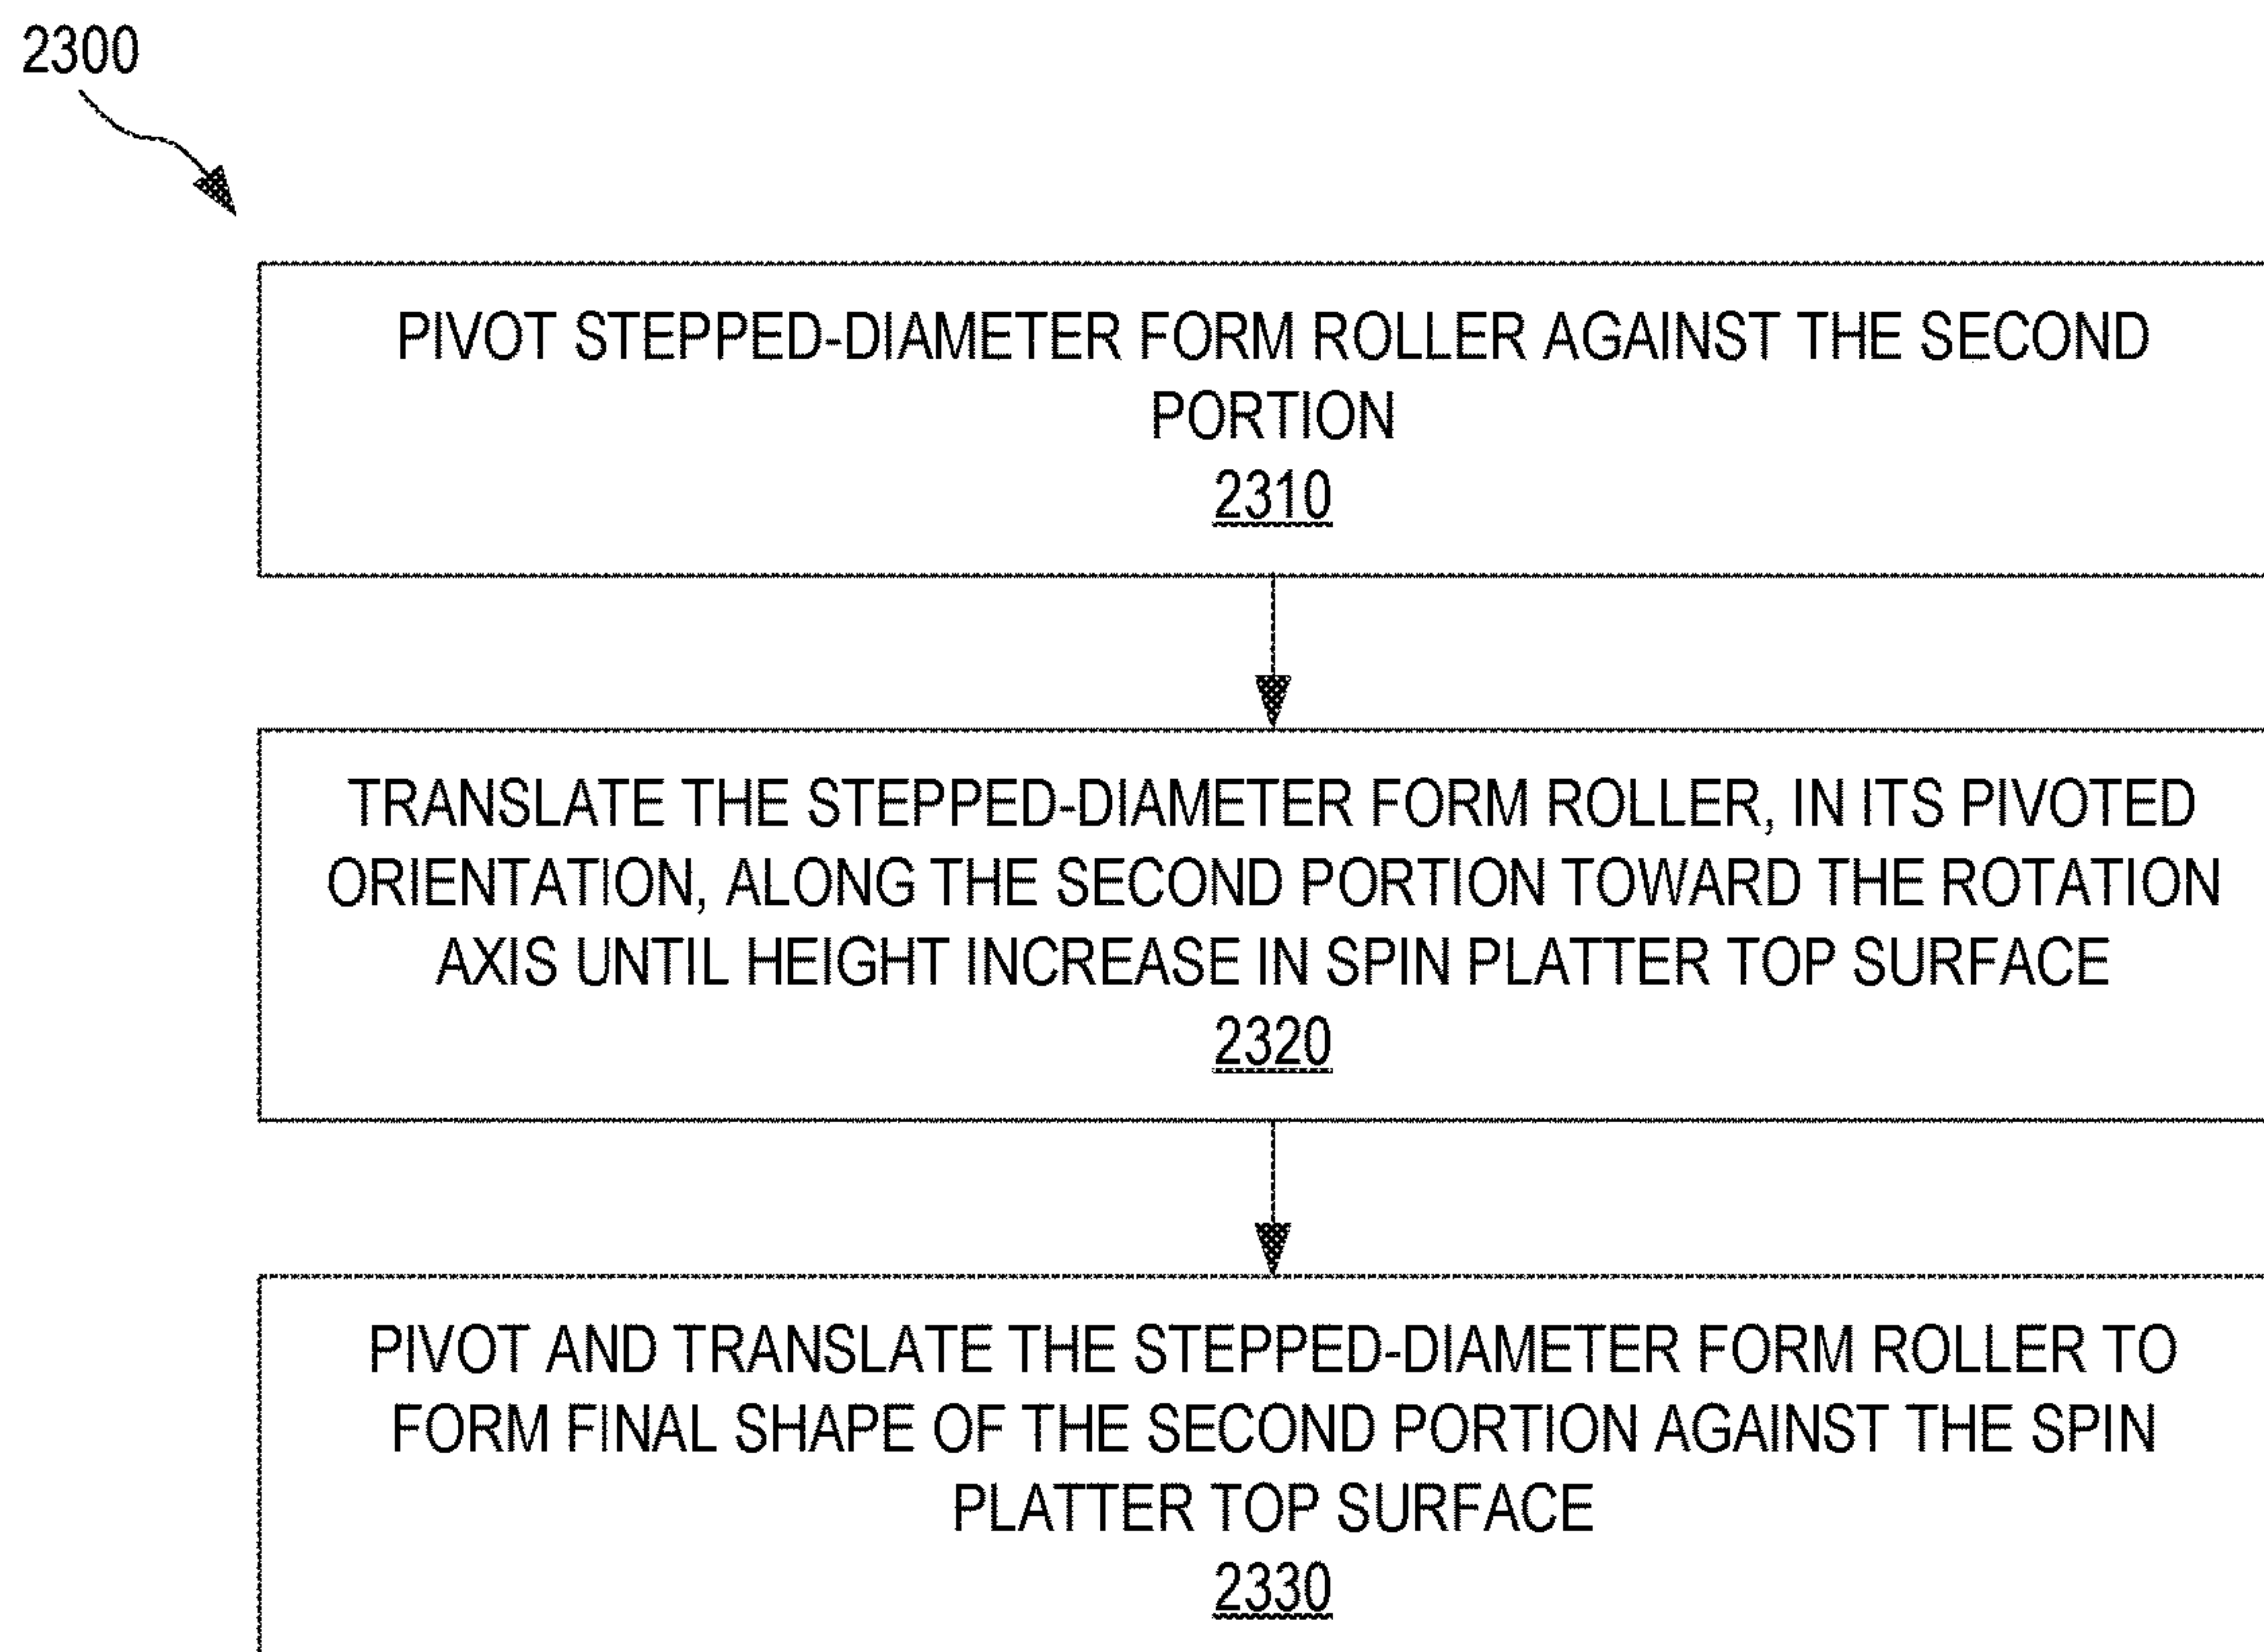 2300
PIVOT STEPPED-DIAMETER FORM ROLLER AGAINST THE SECOND
PORTION
2310
TRANSLATE THE STEPPED-DIAMETER FORM ROLLER, IN ITS PIVOTED
ORIENTATION, ALONG THE SECOND PORTION TOWARD THE ROTATION
AXIS UNTIL HEIGHT INCREASE IN SPIN PLATTER TOP SURFACE
2320
PIVOT AND TRANSLATE THE STEPPED-DIAMETER FORM ROLLER TO
FORM FINAL SHAPE OF THE SECOND PORTION AGAINST THE SPIN
PLATTER TOP SURFACE
2330